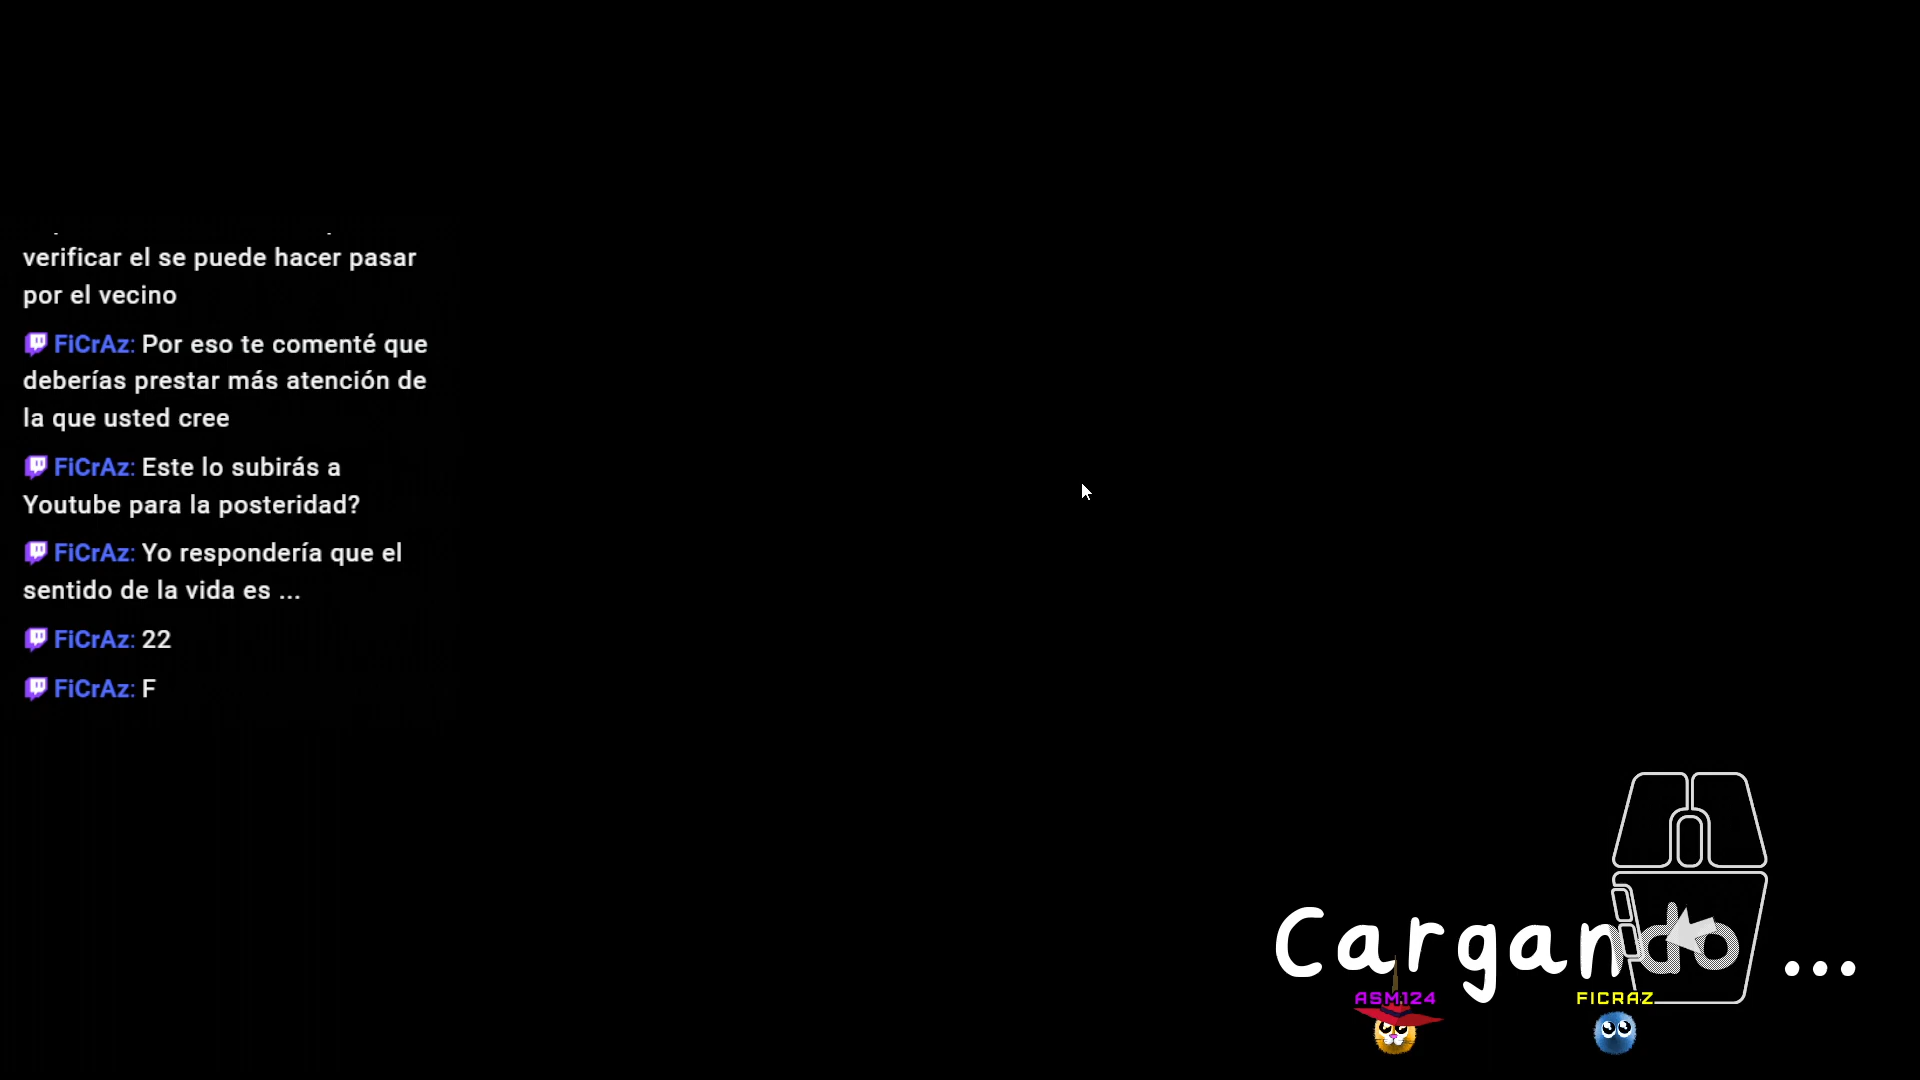 verificar el se puede hacer pasar
por el vecino
FiCrAz: Por eso te comenté que
deberías prestar más atención de
la que usted cree
FiCrAz: Este lo subirás a
Youtube para la posteridad?
FiCrAz: Yo respondería que el
sentido de la vida es ...
FiCrAz: 22
FiCrAz: F
Cargando...
ASM124
FICRAZ